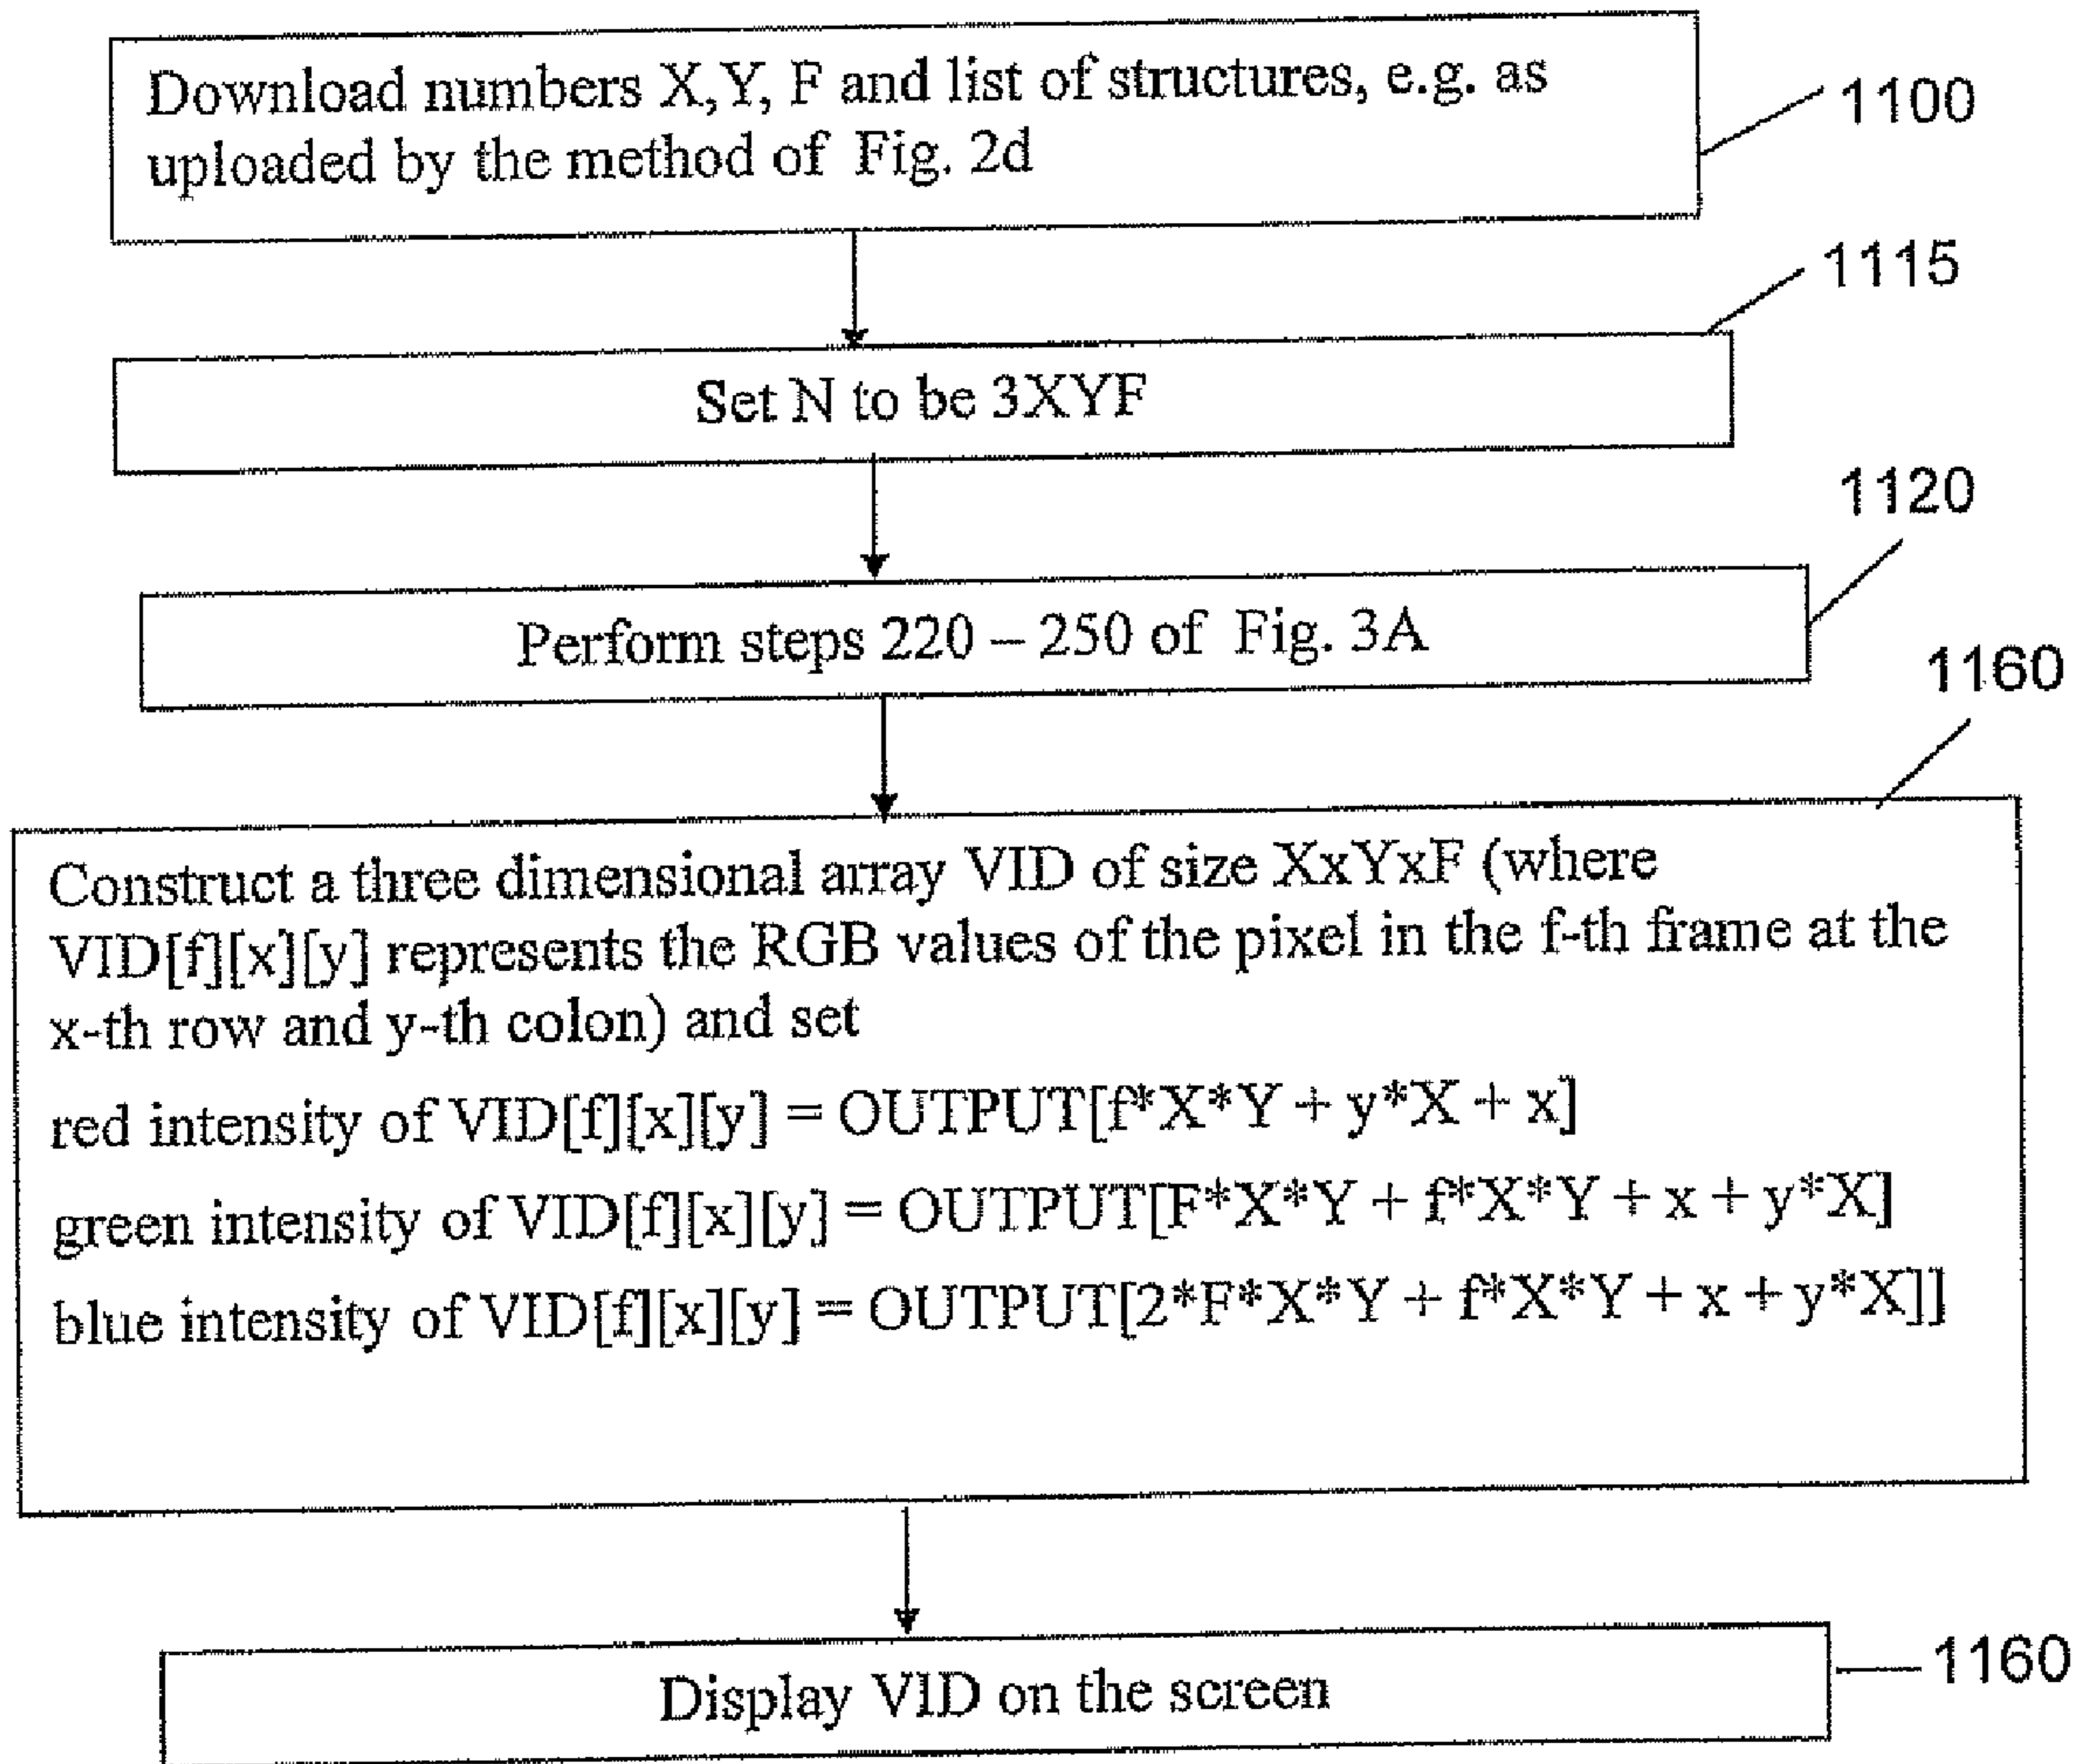 Download numbers X,Y, F and list of structures, e.g. as
uploaded by the method of Fig. 2d
1100
1115
Set N to be 3XYF
1120
Perform steps 220 – 250 of Fig. 3A
1160
Construct a three dimensional array VID of size XxYxF (where
VID[f][x][y] represents the RGB values of the pixel in the f-th frame at the
x-th row and y-th colon) and set
red intensity of VID[f][x][y] = OUTPUT[f*X*Y + y*X + x]
green intensity of VID[f][x][y] = OUTPUT[F*X*Y + f*X*Y + x + y*X]
blue intensity of VID[f][x][y] = OUTPUT[2*F*X*Y + f*X*Y + x + y*X]]
Display VID on the screen
1160